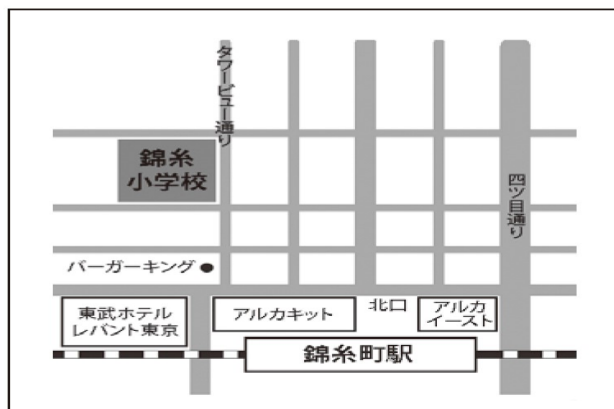 タワービュー通り
錦糸
小学校
四ツ目通り
バーガーキング
東武ホテル
レバント東京
アルカキット
北口
アルカ
イースト
錦糸町駅